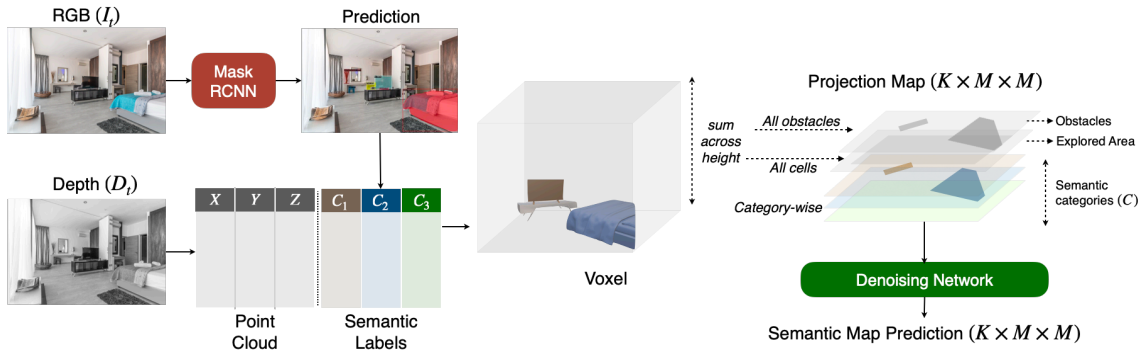 RGB (I_t)
Mask
RCNN
Prediction
Depth (D_t)
X Y Z C_1 C_2 C_3
Point
Cloud
Semantic
Labels
Voxel
sum
across
height
Projection Map (K × M × M)
All obstacles
All cells
Category-wise
Obstacles
Explored Area
Semantic
categories (C)
Denoising Network
Semantic Map Prediction (K × M × M)